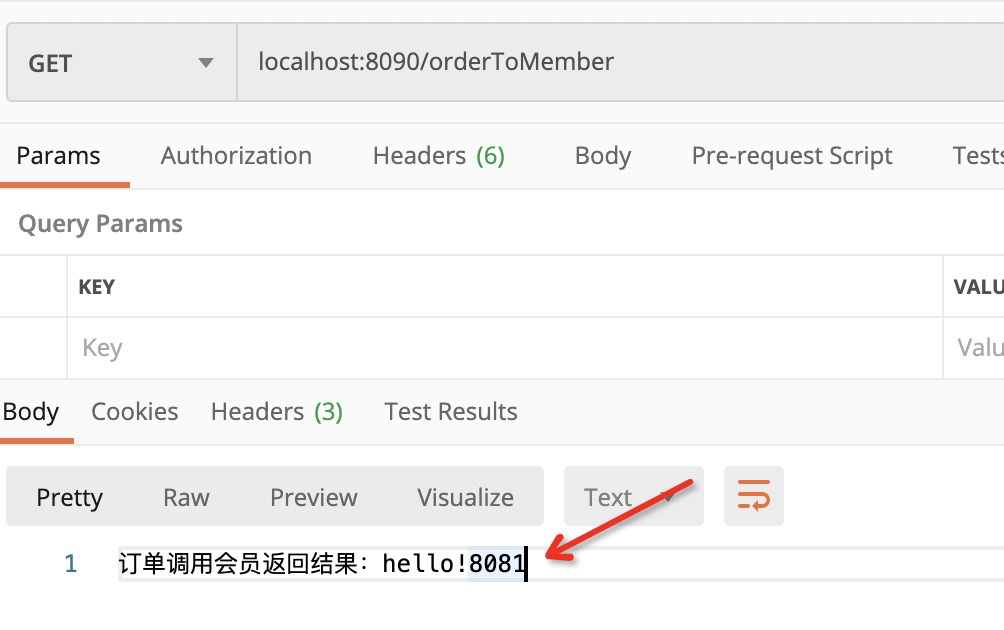 GET localhost:8090/orderToMember
Params Authorization Headers (6) Body Pre-request Script Tests
Query Params
KEY VALU
Key Valu
Body Cookies Headers (3) Test Results
Pretty Raw Preview Visualize Text
1 订单调用会员返回结果：hello!8081